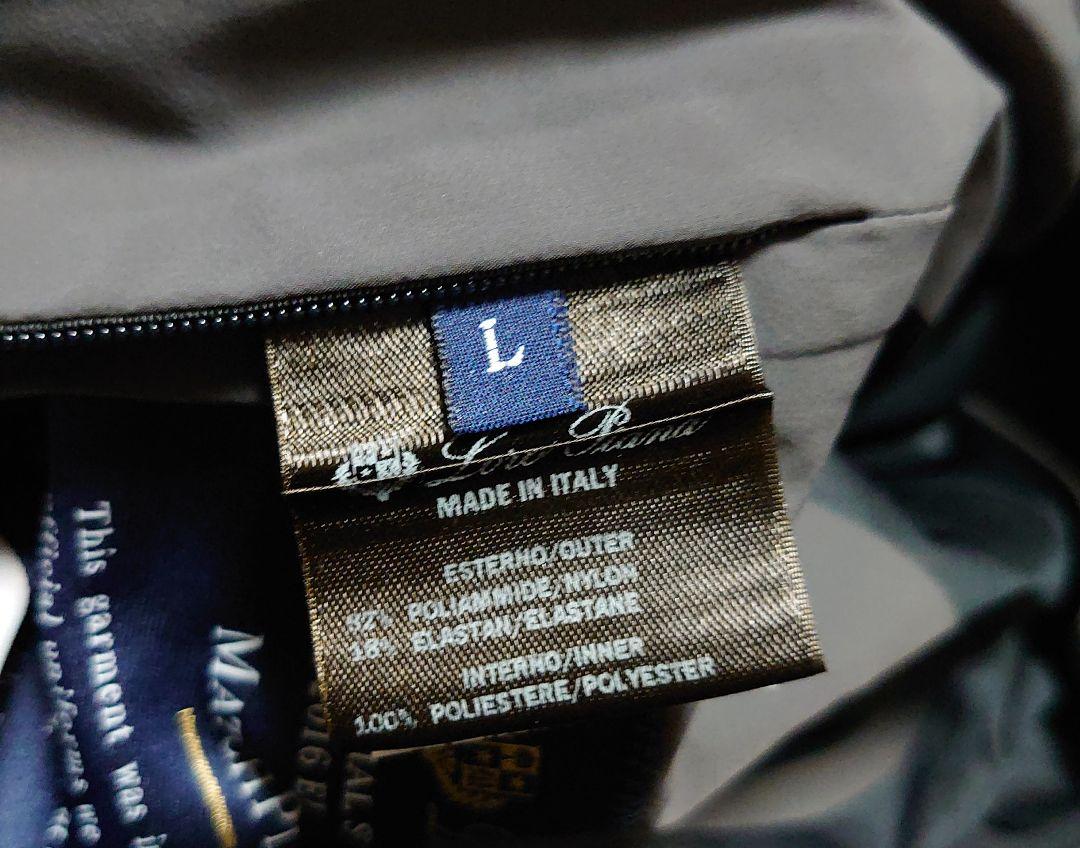 L
Loro Piana
MADE IN ITALY
ESTERNO/OUTER
82% POLIAMMIDE/NYLON
18% ELASTAN/ELASTANE
INTERNO/INNER
100% POLIESTERE/POLYESTER
This garment was
2016